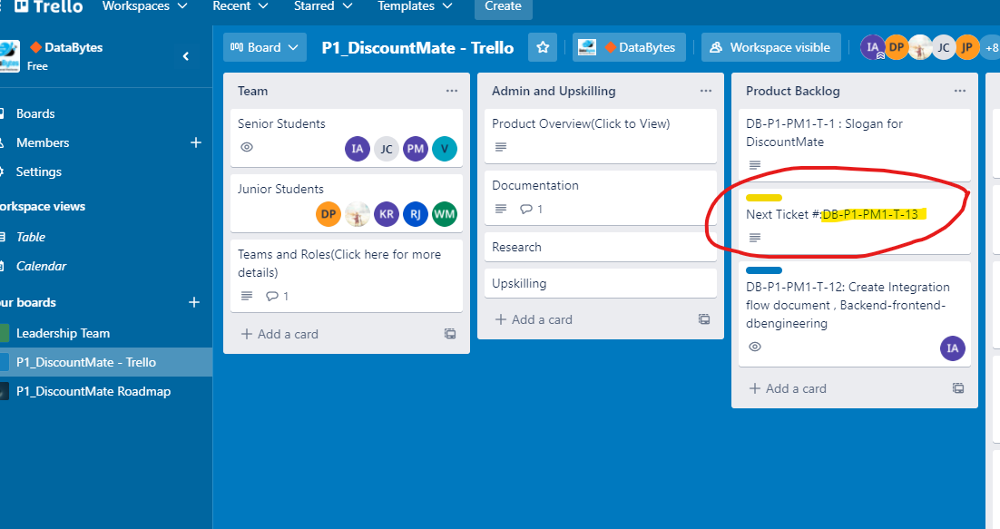 Trello
Workspaces
Recent
Starred
Templates
Create
DataBytes
Free
Board
P1_DiscountMate - Trello
DataBytes
Workspace visible
IA
DP
JC
JP
+8
Boards
Members
Settings
orkspace views
Table
Calendar
ur boards
Leadership Team
P1_DiscountMate - Trello
P1_DiscountMate Roadmap
Team
Senior Students
IA
JC
PM
V
Junior Students
DP
KR
RJ
WM
Teams and Roles(Click here for more
details)
1
Add a card
Admin and Upskilling
Product Overview(Click to View)
Documentation
1
Research
Upskilling
Add a card
Product Backlog
DB-P1-PM1-T-1 : Slogan for
DiscountMate
Next Ticket #:DB-P1-PM1-T-13
DB-P1-PM1-T-12: Create Integration
flow document , Backend-frontend-
dbengineering
IA
Add a card